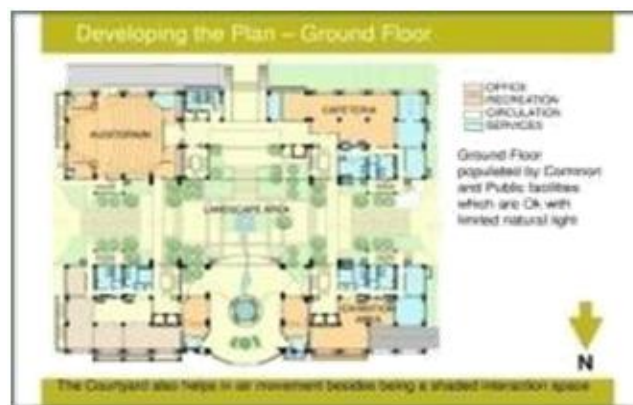 Developing the Plan – Ground Floor
OFFICE
RECREATION
CIRCULATION
SERVICES
AUDITORIUM
CAFETERIA
LANDSCAPE AREA
AREA
Ground Floor
populated by Common
and Public facilities
which are Ok with
limited natural light
N
The Courtyard also helps in air movement besides being a shaded interaction space